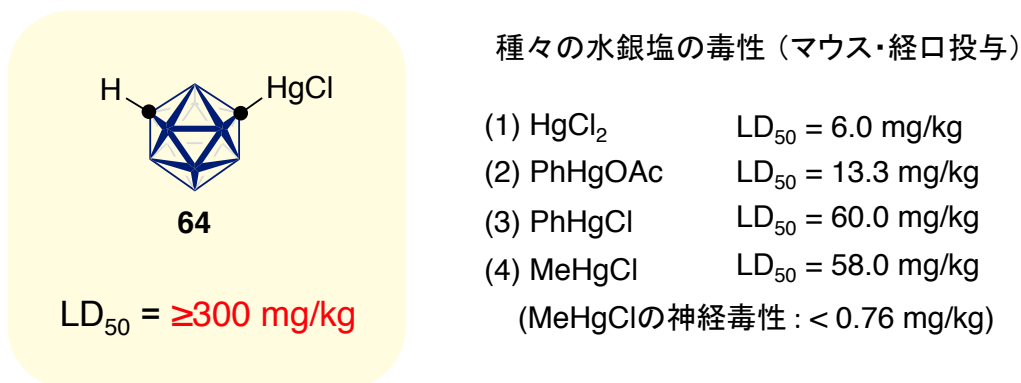 H
HgCl
64
LD₅₀ = ≥300 mg/kg
種々の水銀塩の毒性（マウス・経口投与）
(1) HgCl₂ LD₅₀ = 6.0 mg/kg
(2) PhHgOAc LD₅₀ = 13.3 mg/kg
(3) PhHgCl LD₅₀ = 60.0 mg/kg
(4) MeHgCl LD₅₀ = 58.0 mg/kg
(MeHgClの神経毒性 : < 0.76 mg/kg)